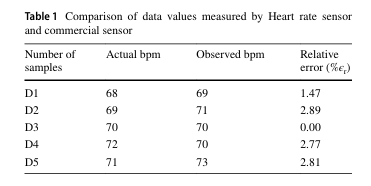 Table 1 Comparison of data values measured by Heart rate sensor
and commercial sensor
Number of samples Actual bpm Observed bpm Relative error (%ϵr)
D1 68 69 1.47
D2 69 71 2.89
D3 70 70 0.00
D4 72 70 2.77
D5 71 73 2.81